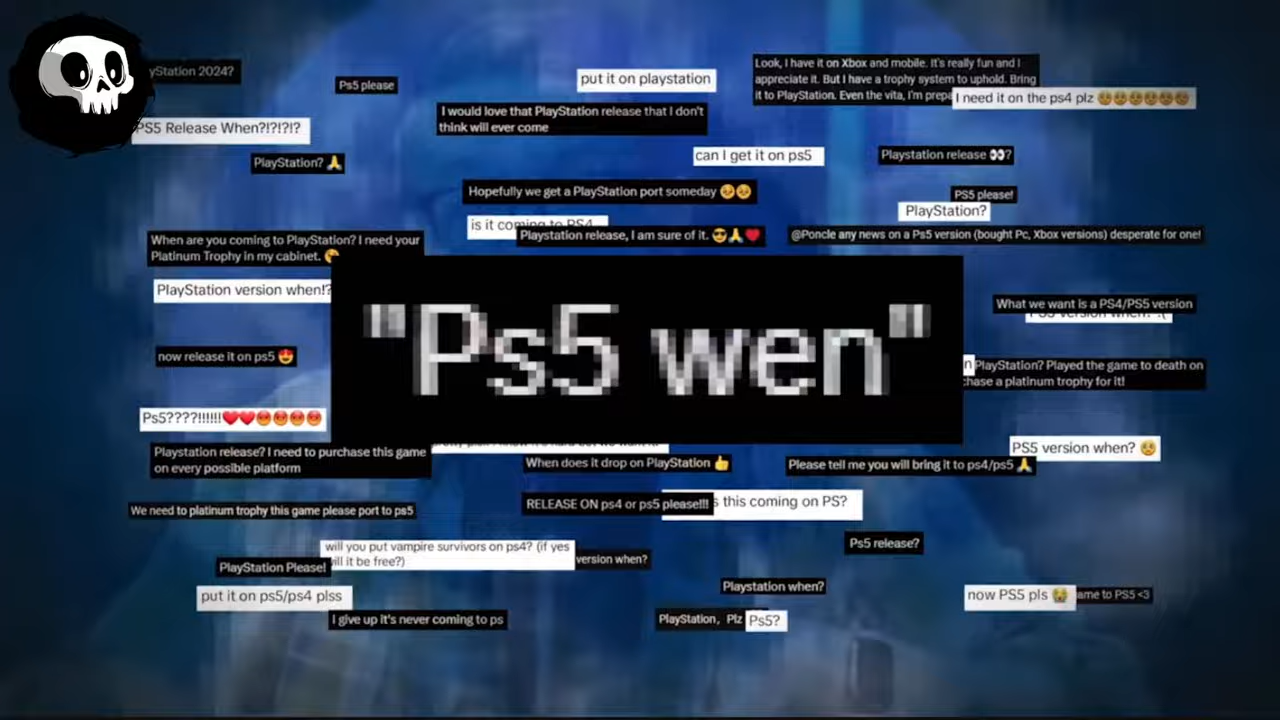 yStation 2024?
Ps5 please
put it on playstation
Look, I have it on Xbox and mobile. It's really fun and I
appreciate it. But I have a trophy system to uphold. Bring
it to PlayStation. Even the vita, I'm
I need it on the ps4 plz 🥺🥺🥺🥺🥺🥺
I would love that PlayStation release that I don't
think will ever come
PS5 Release When?!?!?!?
PlayStation? 🙏
can I get it on ps5
Playstation release 👀?
Hopefully we get a PlayStation port someday 🥺🥺
PS5 please!
PlayStation?
is it coming to PS4
Playstation release, I am sure of it. 😎🙏❤️
@Poncle any news on a Ps5 version (bought Pc, Xbox versions) desperate for one!
When are you coming to PlayStation? I need your
Platinum Trophy in my cabinet. 😘
PlayStation version when!?
"Ps5 wen"
What we want is a PS4/PS5 version
PS5 version when?
now release it on ps5 😍
PlayStation? Played the game to death on
a platinum trophy for it!
Ps5????!!!!!!❤️❤️😡😡😡😡
Playstation release? I need to purchase this game
on every possible platform
PS5 version when? 🥺
When does it drop on PlayStation 👍
Please tell me you will bring it to ps4/ps5 🙏
We need to platinum trophy this game please port to ps5
RELEASE ON ps4 or ps5 please!!!
s this coming on PS?
Ps5 release?
will you put vampire survivors on ps4? (if yes
ill it be free?)
version when?
PlayStation Please!
put it on ps5/ps4 plss
Playstation when?
now PS5 pls 😭
ame to PS5 <3
I give up it's never coming to ps
PlayStation, Plz
Ps5?